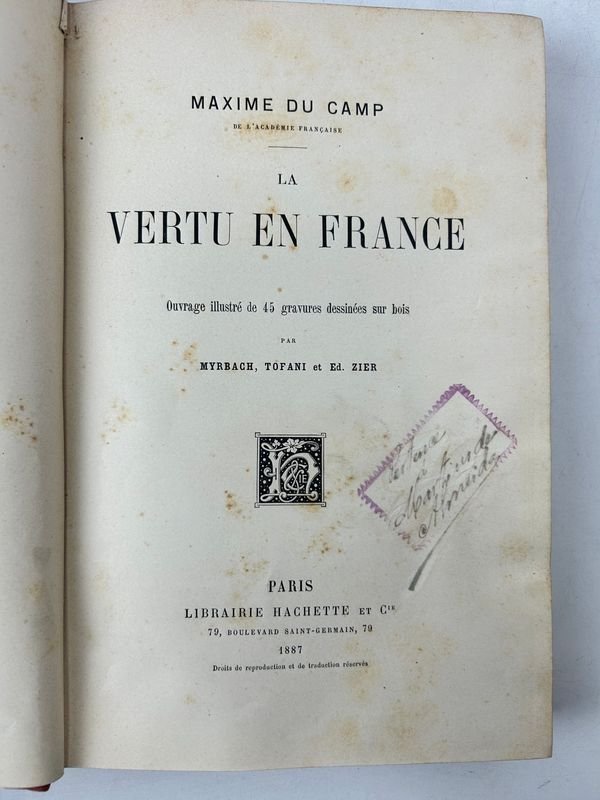 MAXIME DU CAMP
DE L'ACADÉMIE FRANÇAISE
LA
VERTU EN FRANCE
Ouvrage illustré de 45 gravures dessinées sur bois
PAR
MYRBACH, TOFANI et Ed. ZIER
H & CIE
PARIS
LIBRAIRIE HACHETTE ET Cie
79, BOULEVARD SAINT-GERMAIN, 79
1887
Droits de reproduction et de traduction réservés
Almeida